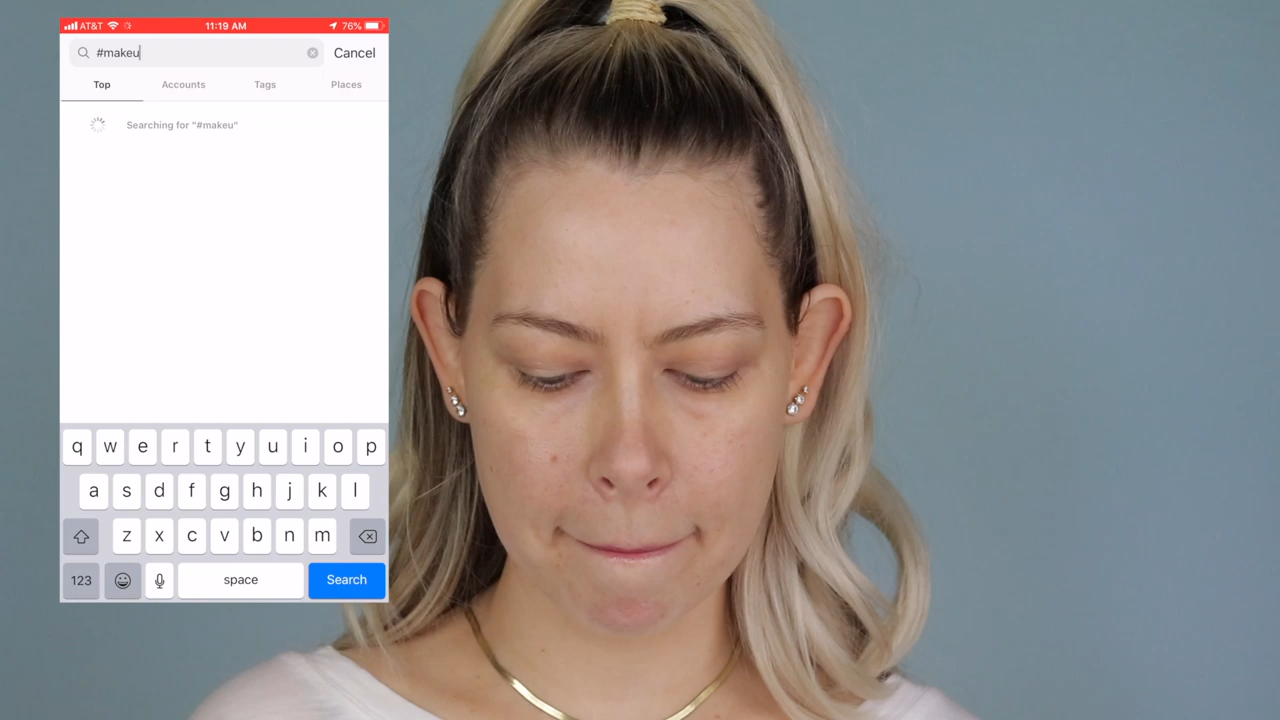 AT&T 11:19 AM 76%
#makeu Cancel
Top Accounts Tags Places
Searching for "#makeu"
q w e r t y u i o p
a s d f g h j k l
z x c v b n m
123 space Search